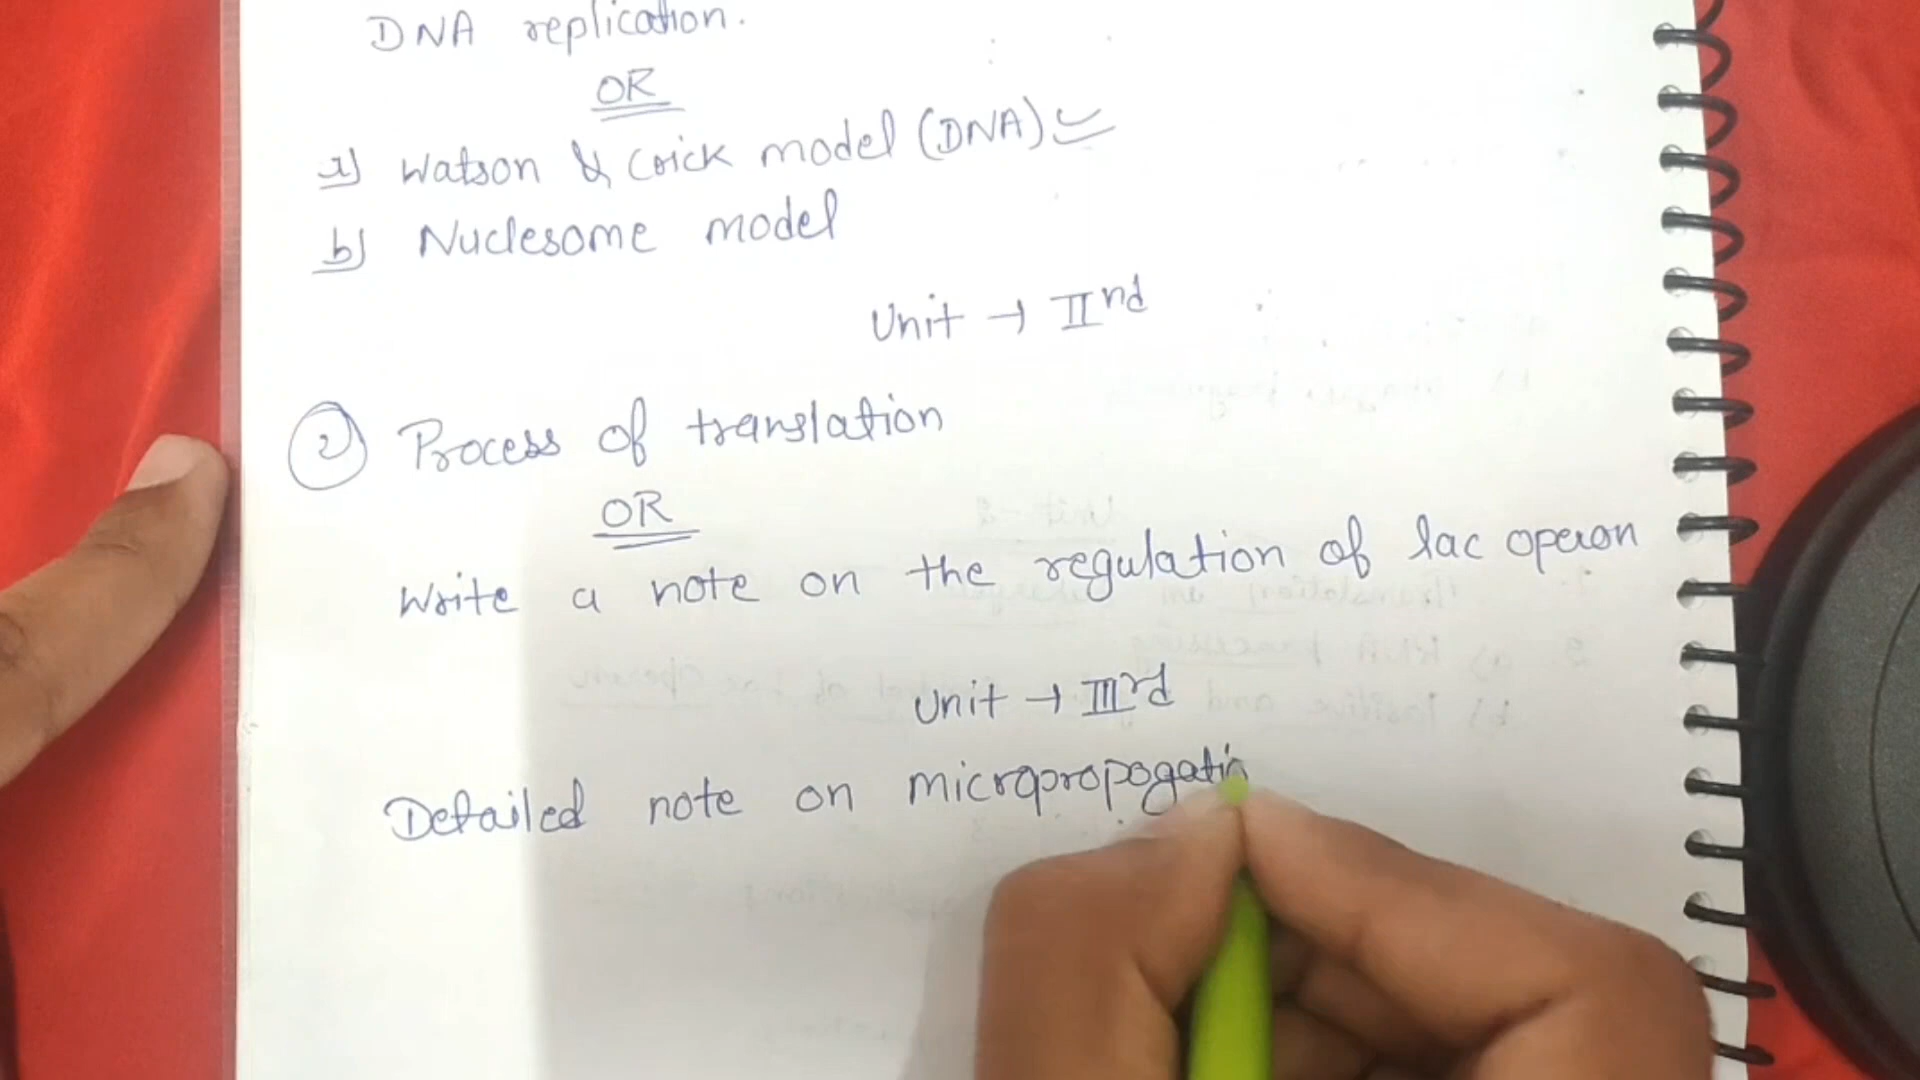 DNA replication.
OR
a) Watson & Crick model (DNA)
b) Nuclesome model
Unit → IInd
2 Process of translation
OR
Write a note on the regulation of lac operon
Unit → IIIrd
Detailed note on micropropogatio